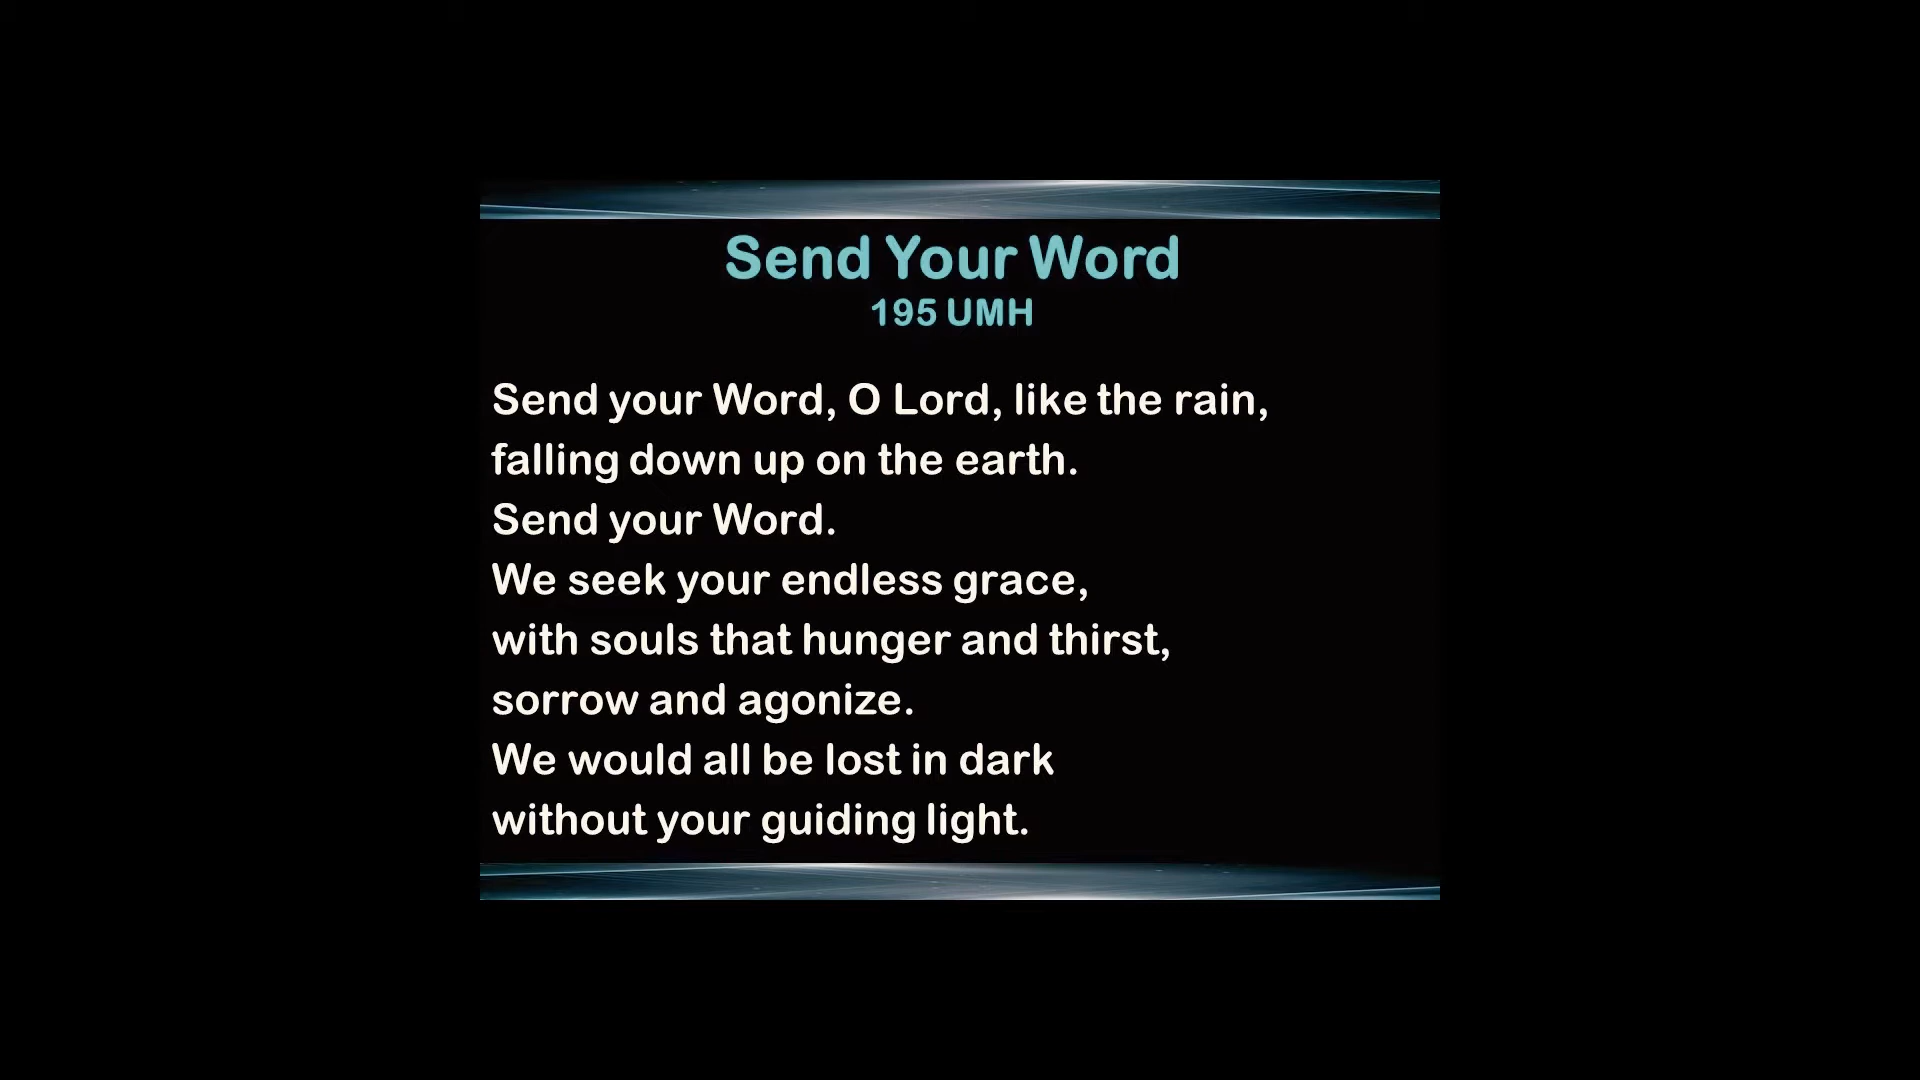 Send Your Word
195 UMH
Send your Word, O Lord, like the rain,
falling down up on the earth.
Send your Word.
We seek your endless grace,
with souls that hunger and thirst,
sorrow and agonize.
We would all be lost in dark
without your guiding light.